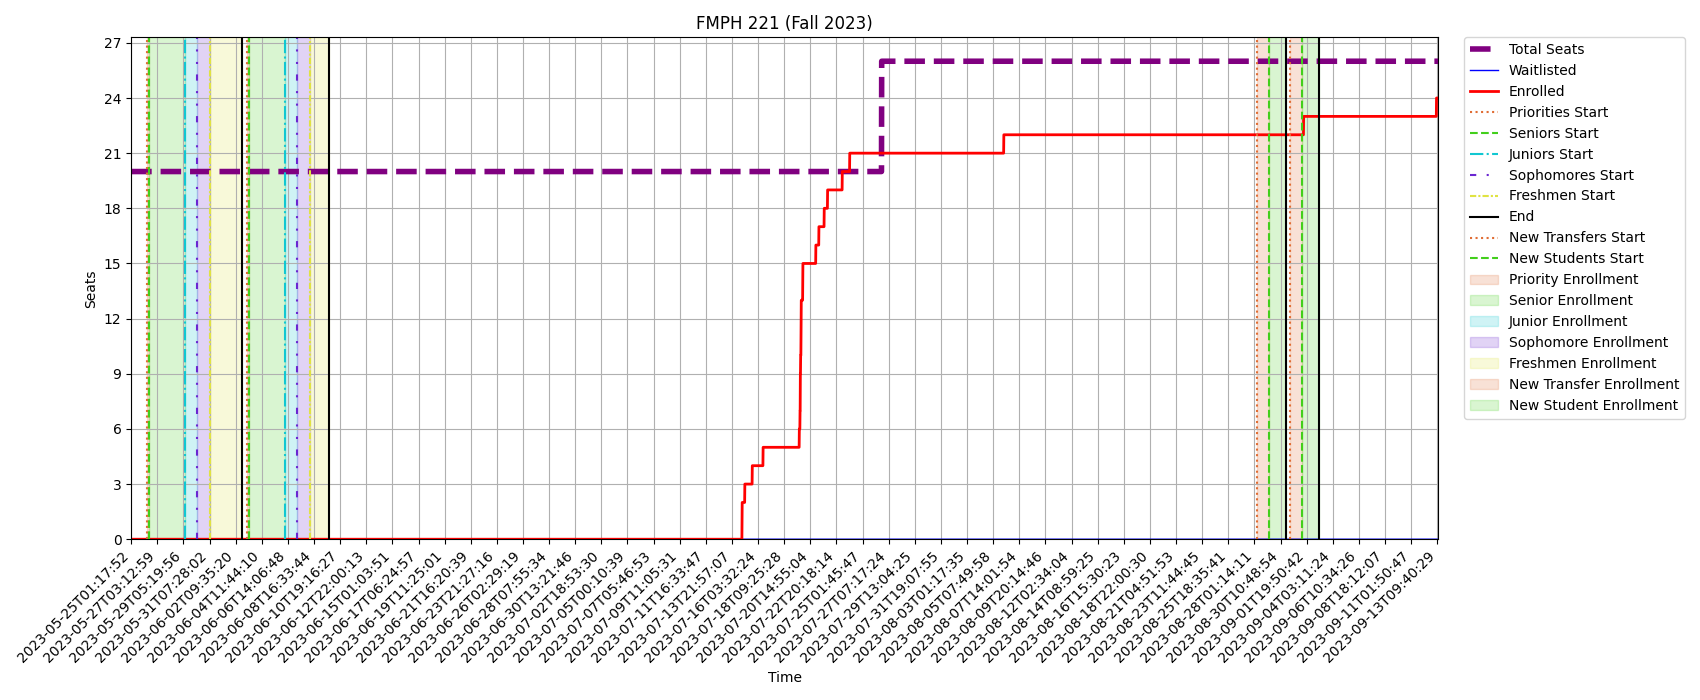 FMPH 221 (Fall 2023)
27
24
21
18
15
12
9
6
3
0
Seats
2023-05-25T01:17:52
2023-05-27T03:12:59
2023-05-29T05:19:56
2023-05-31T07:28:02
2023-06-02T09:35:20
2023-06-04T11:44:10
2023-06-06T14:06:48
2023-06-08T16:33:44
2023-06-10T19:16:27
2023-06-12T22:00:13
2023-06-15T01:03:51
2023-06-17T06:24:57
2023-06-19T11:25:01
2023-06-21T16:20:39
2023-06-23T21:27:16
2023-06-26T02:29:19
2023-06-28T07:55:34
2023-06-30T13:21:46
2023-07-02T18:53:30
2023-07-05T00:10:39
2023-07-07T05:46:53
2023-07-09T11:05:31
2023-07-11T16:33:47
2023-07-13T21:57:07
2023-07-16T03:32:24
2023-07-18T09:25:28
2023-07-20T14:55:04
2023-07-22T20:18:14
2023-07-25T01:45:47
2023-07-27T07:17:24
2023-07-29T13:04:25
2023-07-31T19:07:55
2023-08-03T01:17:35
2023-08-05T07:49:58
2023-08-07T14:01:54
2023-08-09T20:14:46
2023-08-12T02:34:04
2023-08-14T08:59:25
2023-08-16T15:30:23
2023-08-18T22:00:30
2023-08-21T04:51:53
2023-08-23T11:44:45
2023-08-25T18:35:41
2023-08-28T01:14:11
2023-08-30T10:48:54
2023-09-01T19:50:42
2023-09-04T03:11:24
2023-09-06T10:34:26
2023-09-08T18:12:07
2023-09-11T01:50:47
2023-09-13T09:40:29
Time
Total Seats
Waitlisted
Enrolled
Priorities Start
Seniors Start
Juniors Start
Sophomores Start
Freshmen Start
End
New Transfers Start
New Students Start
Priority Enrollment
Senior Enrollment
Junior Enrollment
Sophomore Enrollment
Freshmen Enrollment
New Transfer Enrollment
New Student Enrollment